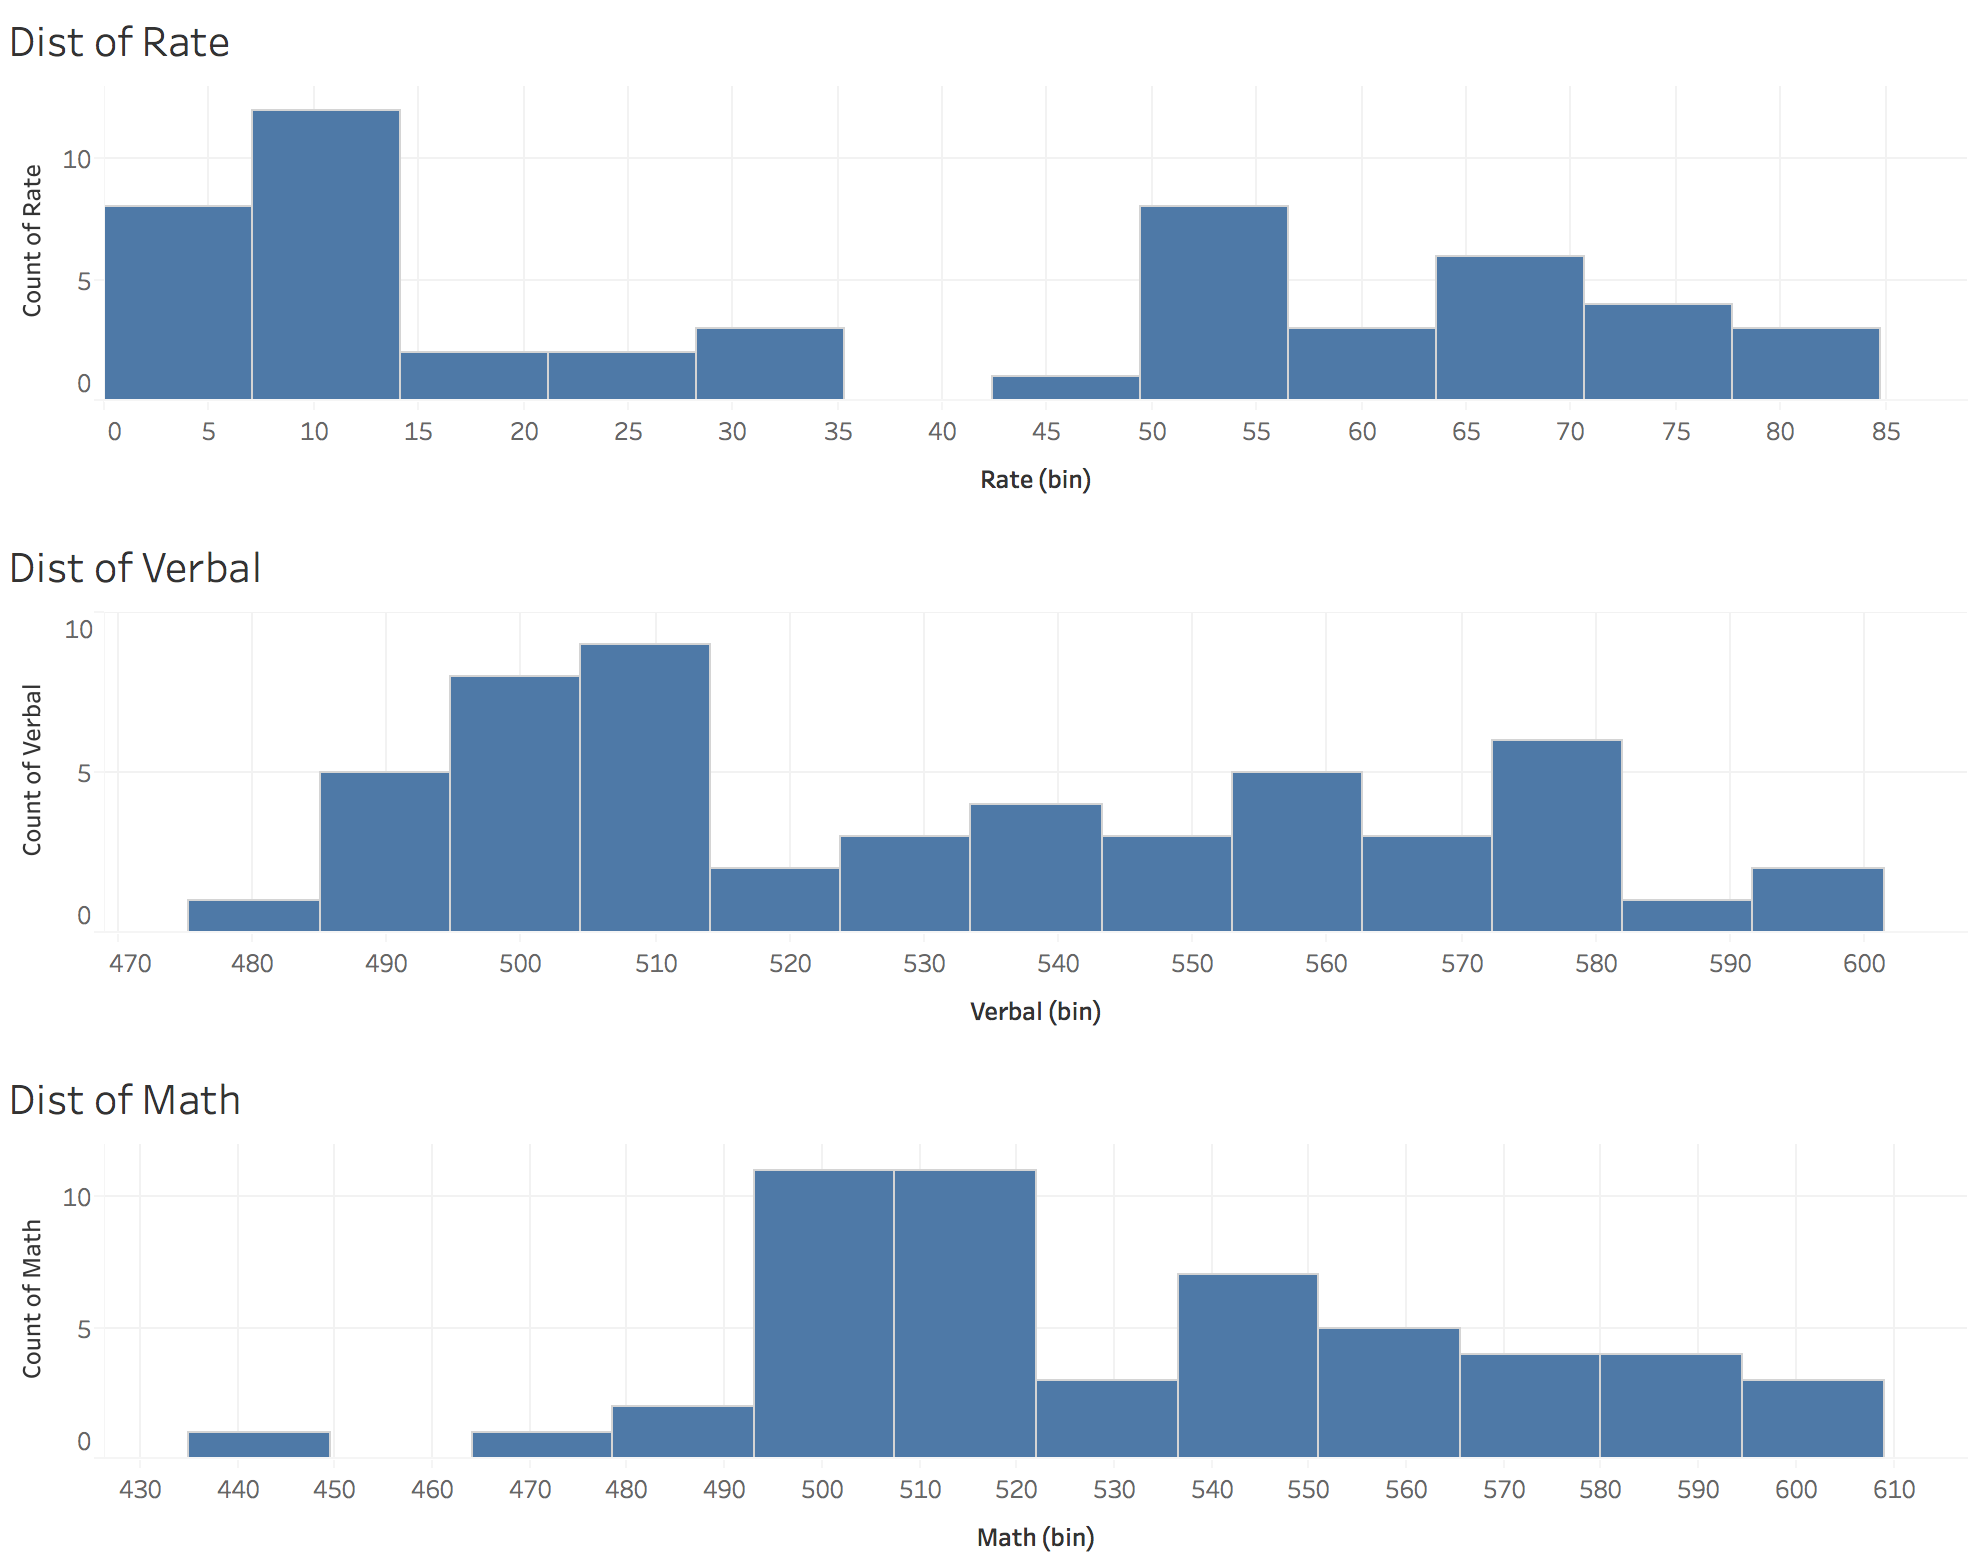 Dist of Rate
10
5
0
Count of Rate
0 5 10 15 20 25 30 35 40 45 50 55 60 65 70 75 80 85
Rate (bin)
Dist of Verbal
10
5
0
Count of Verbal
470 480 490 500 510 520 530 540 550 560 570 580 590 600
Verbal (bin)
Dist of Math
10
5
0
Count of Math
430 440 450 460 470 480 490 500 510 520 530 540 550 560 570 580 590 600 610
Math (bin)